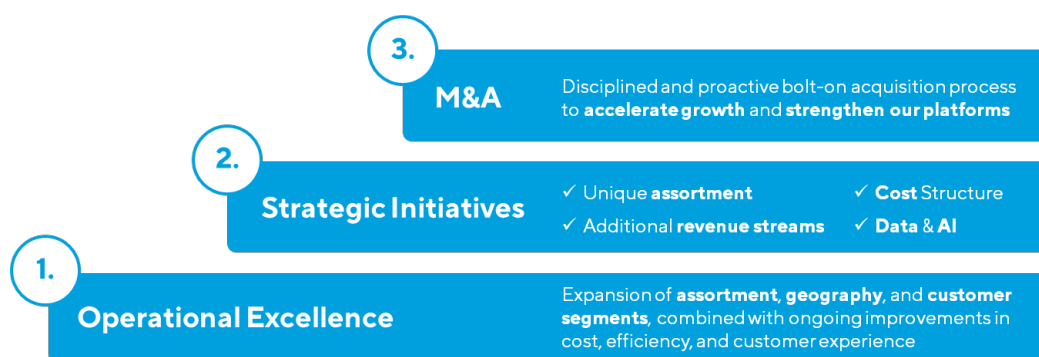 3.
M&A
Disciplined and proactive bolt-on acquisition process
to accelerate growth and strengthen our platforms
2.
Strategic Initiatives
✓ Unique assortment
✓ Cost Structure
✓ Additional revenue streams
✓ Data & AI
1.
Operational Excellence
Expansion of assortment, geography, and customer
segments, combined with ongoing improvements in
cost, efficiency, and customer experience